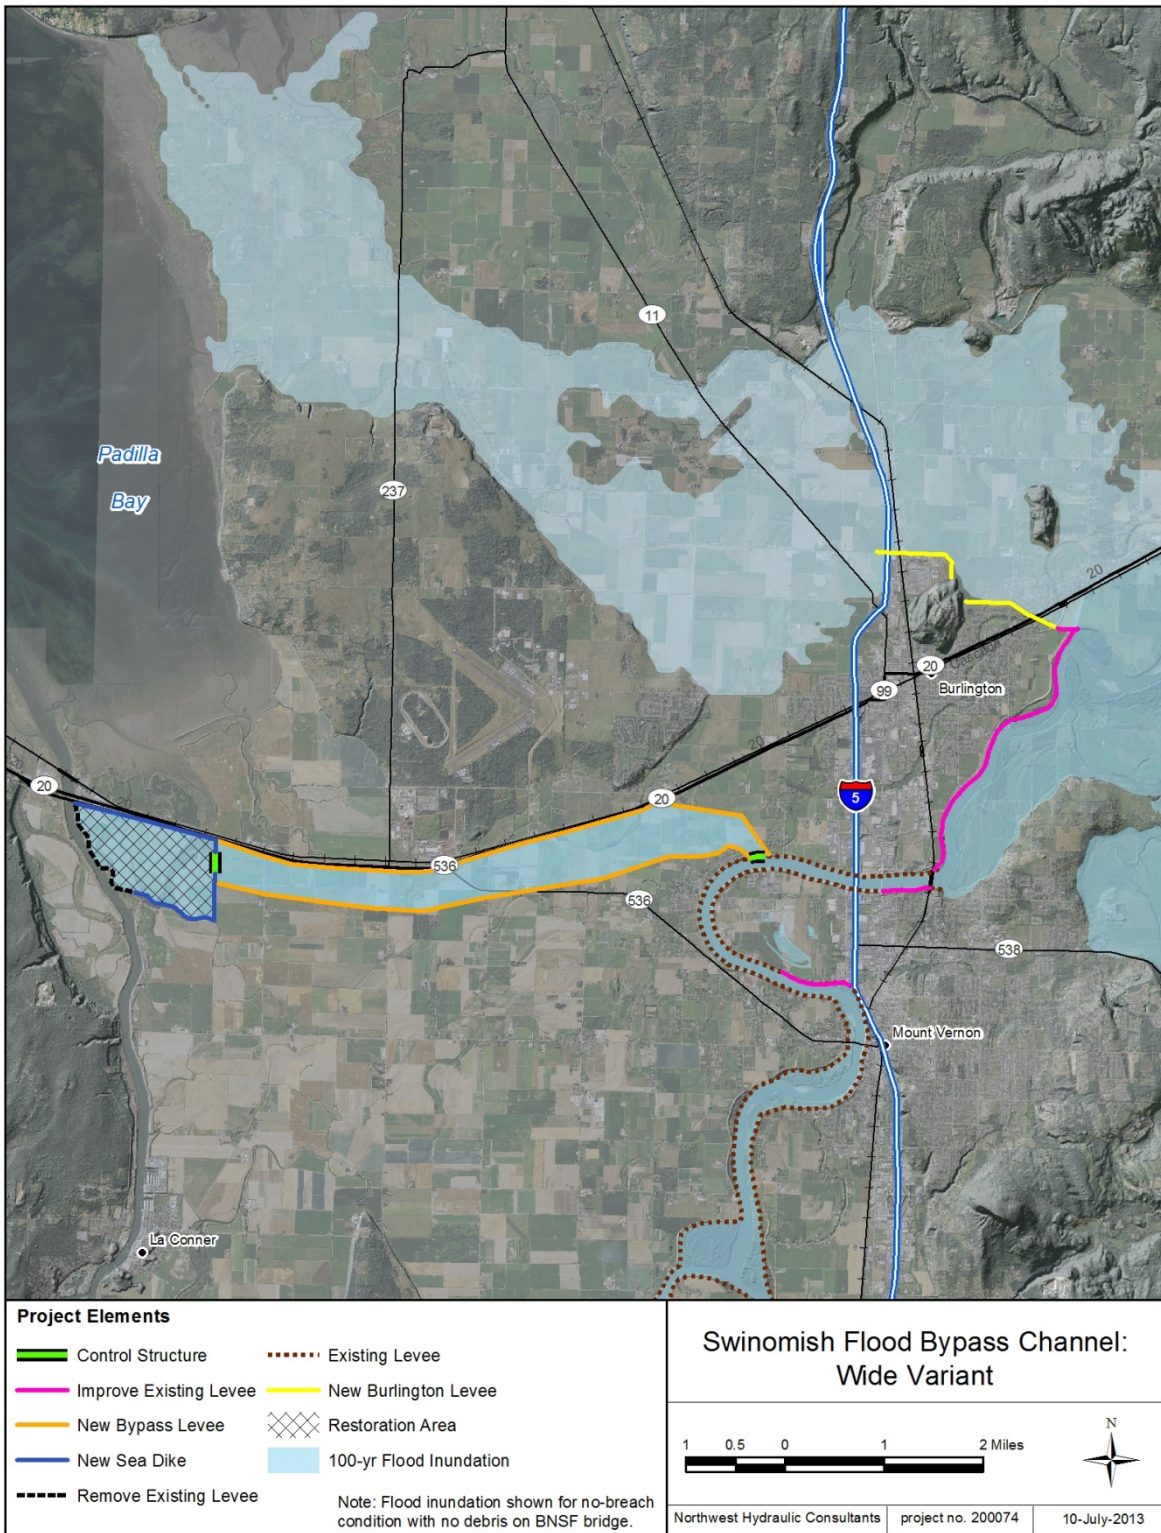 11
Padilla
Bay
237
20
20
Burlington
99
20
20
20
20
5
536
536
538
Mount Vernon
La Conner
Project Elements
Control Structure
Existing Levee
Improve Existing Levee
New Burlington Levee
New Bypass Levee
Restoration Area
New Sea Dike
100-yr Flood Inundation
Remove Existing Levee
Note: Flood inundation shown for no-breach
condition with no debris on BNSF bridge.
Swinomish Flood Bypass Channel:
Wide Variant
1 0.5 0 1 2 Miles
N
Northwest Hydraulic Consultants
project no. 200074
10-July-2013